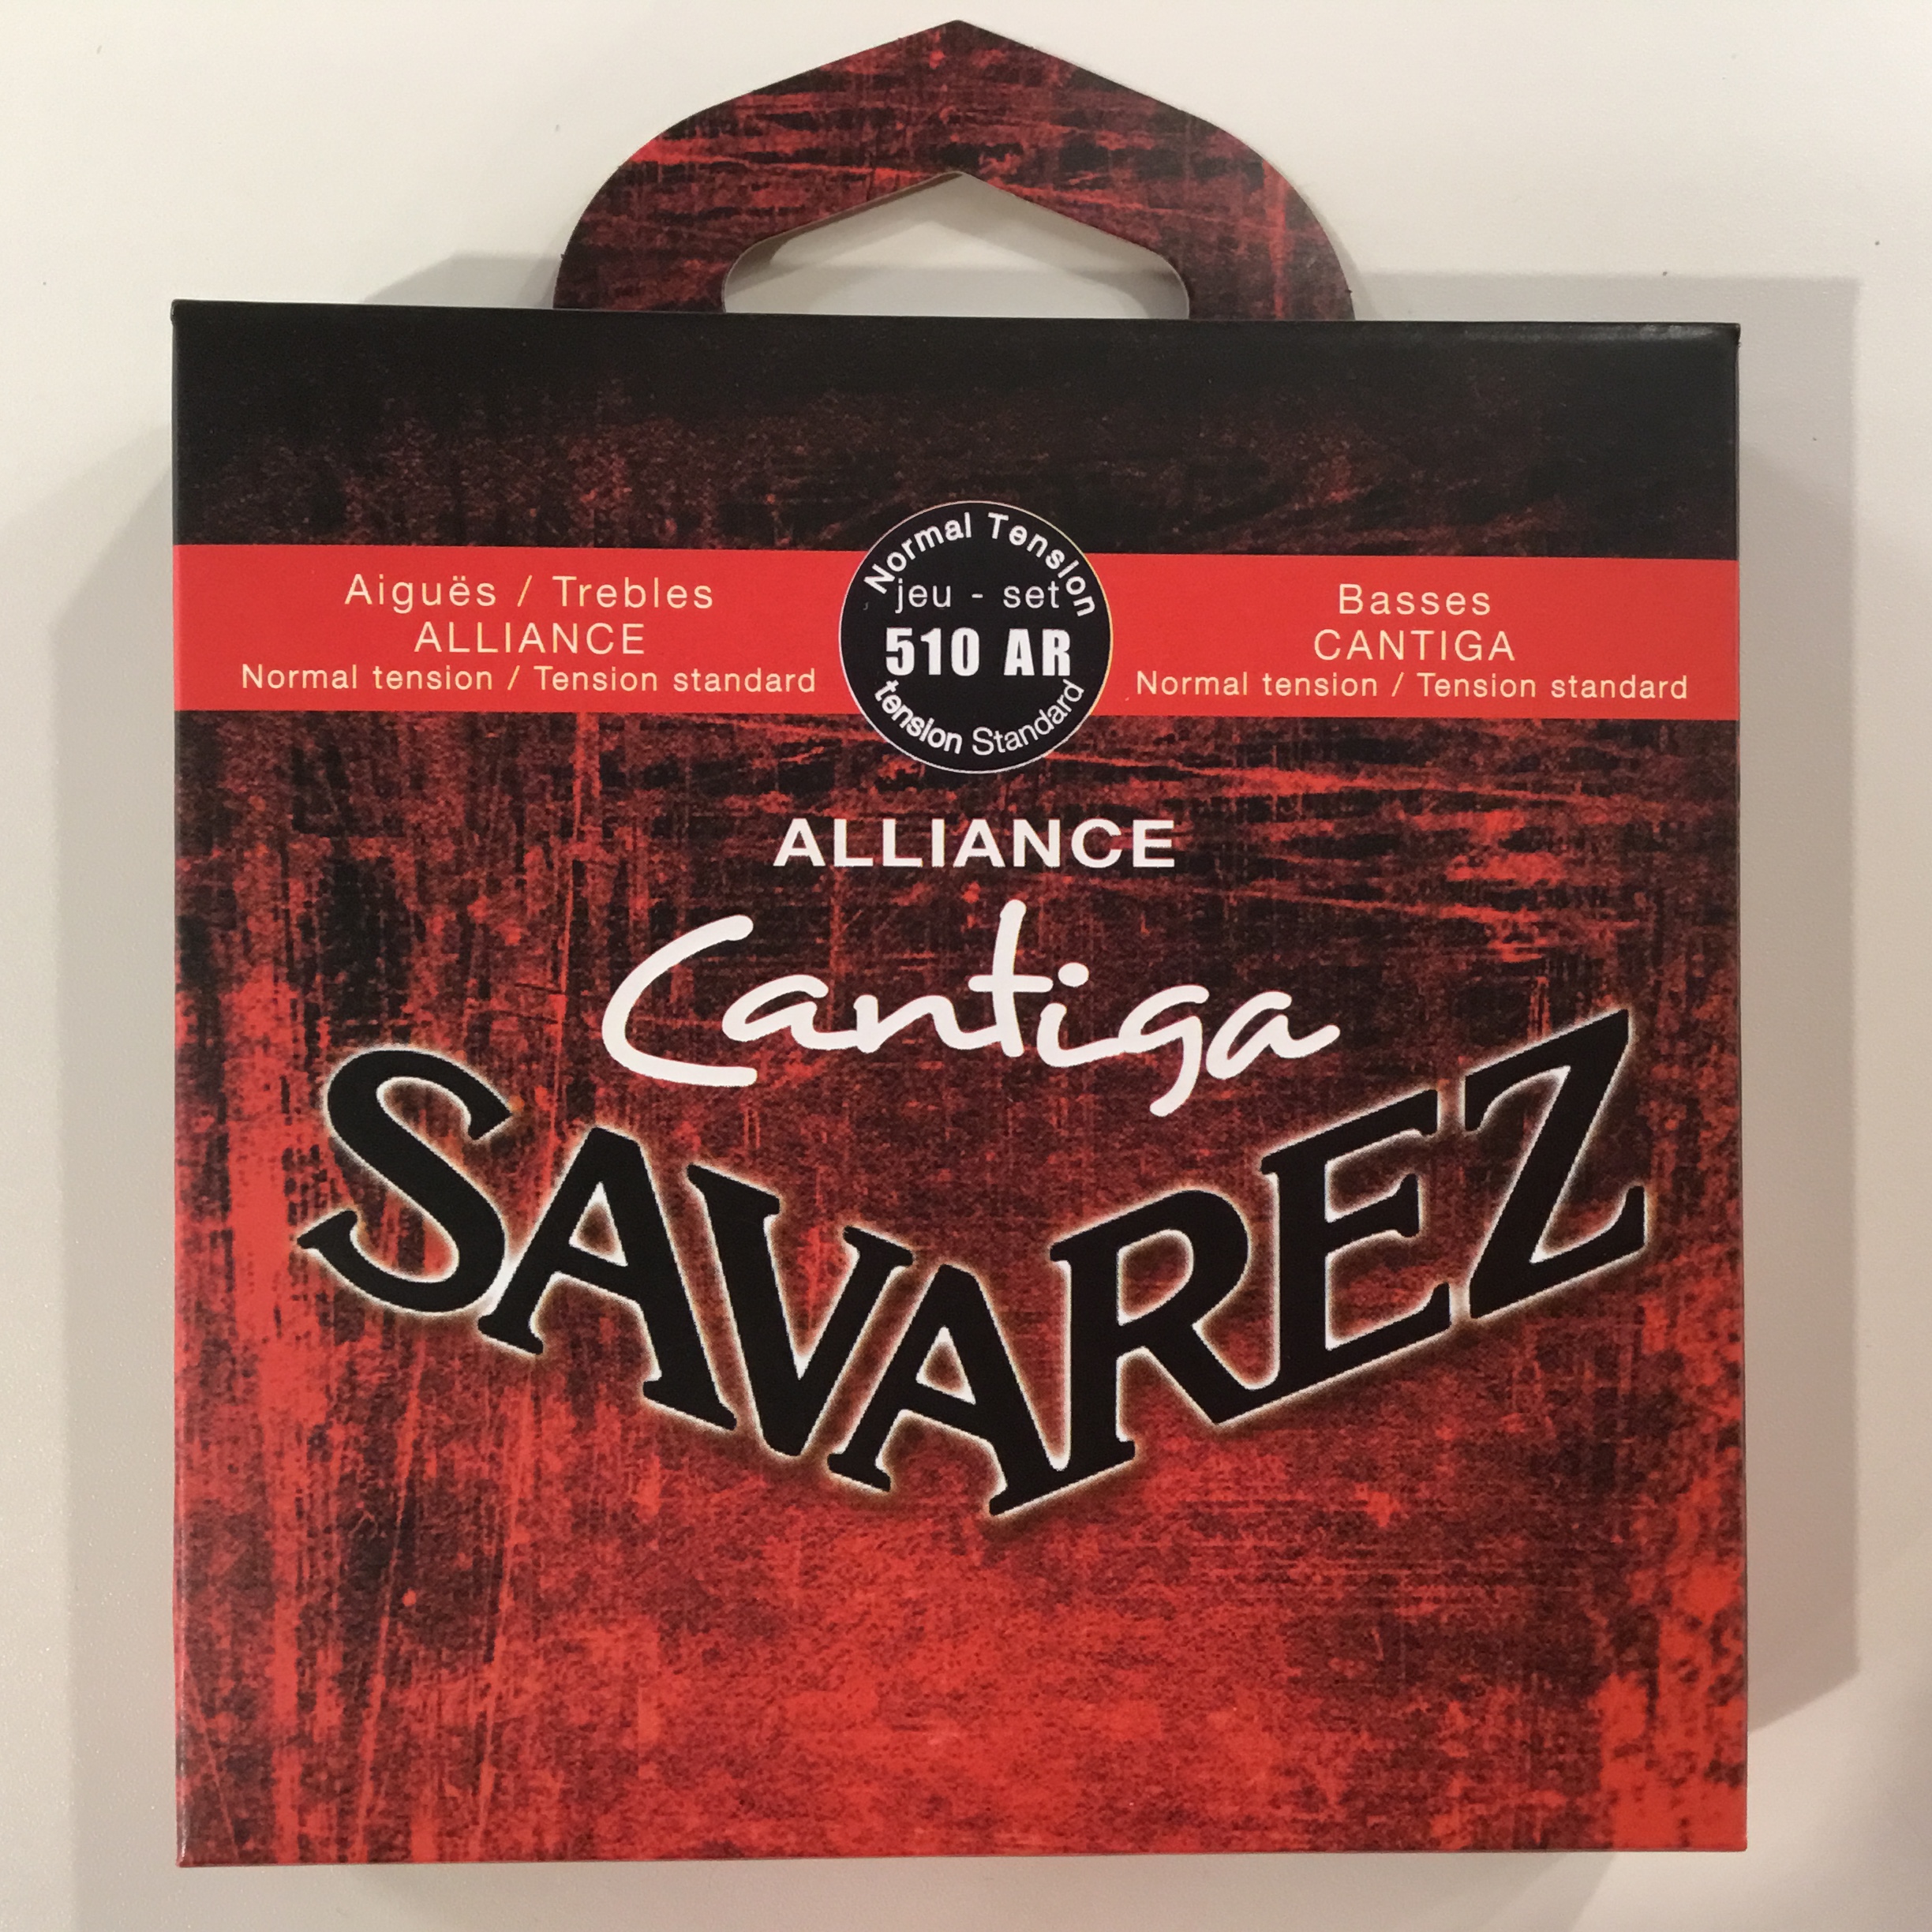 Aiguës / Trebles
ALLIANCE
Normal tension / Tension standard
Normal Tension
jeu - set
510 AR
tension Standard
Basses
CANTIGA
Normal tension / Tension standard
ALLIANCE
Cantiga
SAVAREZ